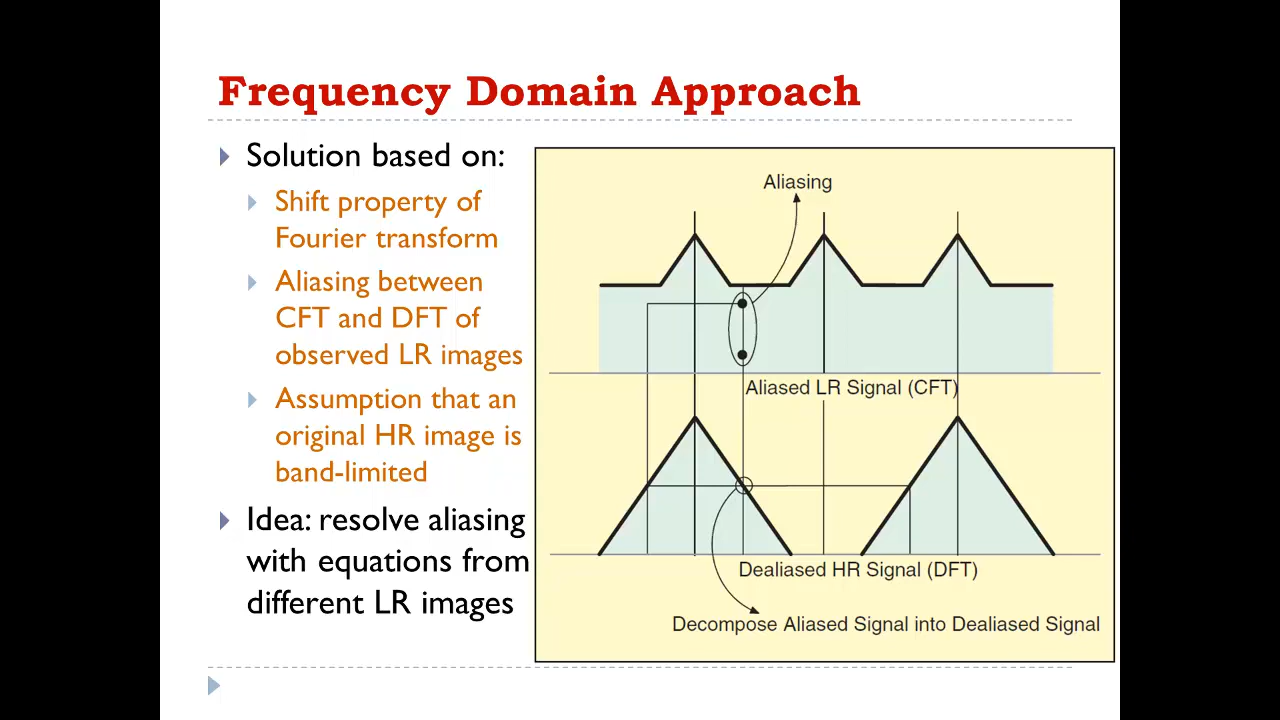 Frequency Domain Approach
Solution based on:
Shift property of
Fourier transform
Aliasing between
CFT and DFT of
observed LR images
Assumption that an
original HR image is
band-limited
Idea: resolve aliasing
with equations from
different LR images
Aliasing
Aliased LR Signal (CFT)
Dealiased HR Signal (DFT)
Decompose Aliased Signal into Dealiased Signal